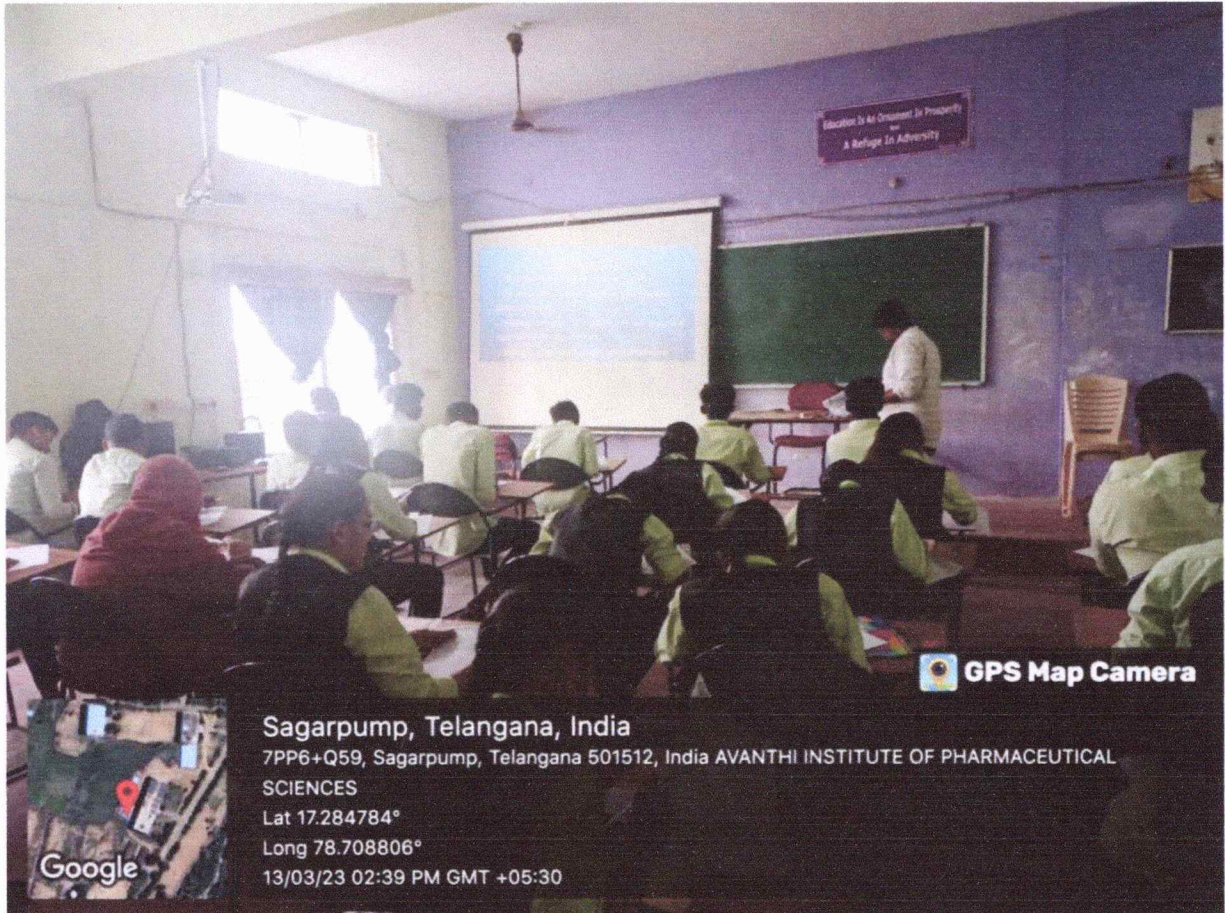 Education Is An Ornament In Prosperity
A Refuge In Adversity
GPS Map Camera
Sagarpump, Telangana, India
7PP6+Q59, Sagarpump, Telangana 501512, India AVANTHI INSTITUTE OF PHARMACEUTICAL
SCIENCES
Lat 17.284784°
Long 78.708806°
13/03/23 02:39 PM GMT +05:30
Google